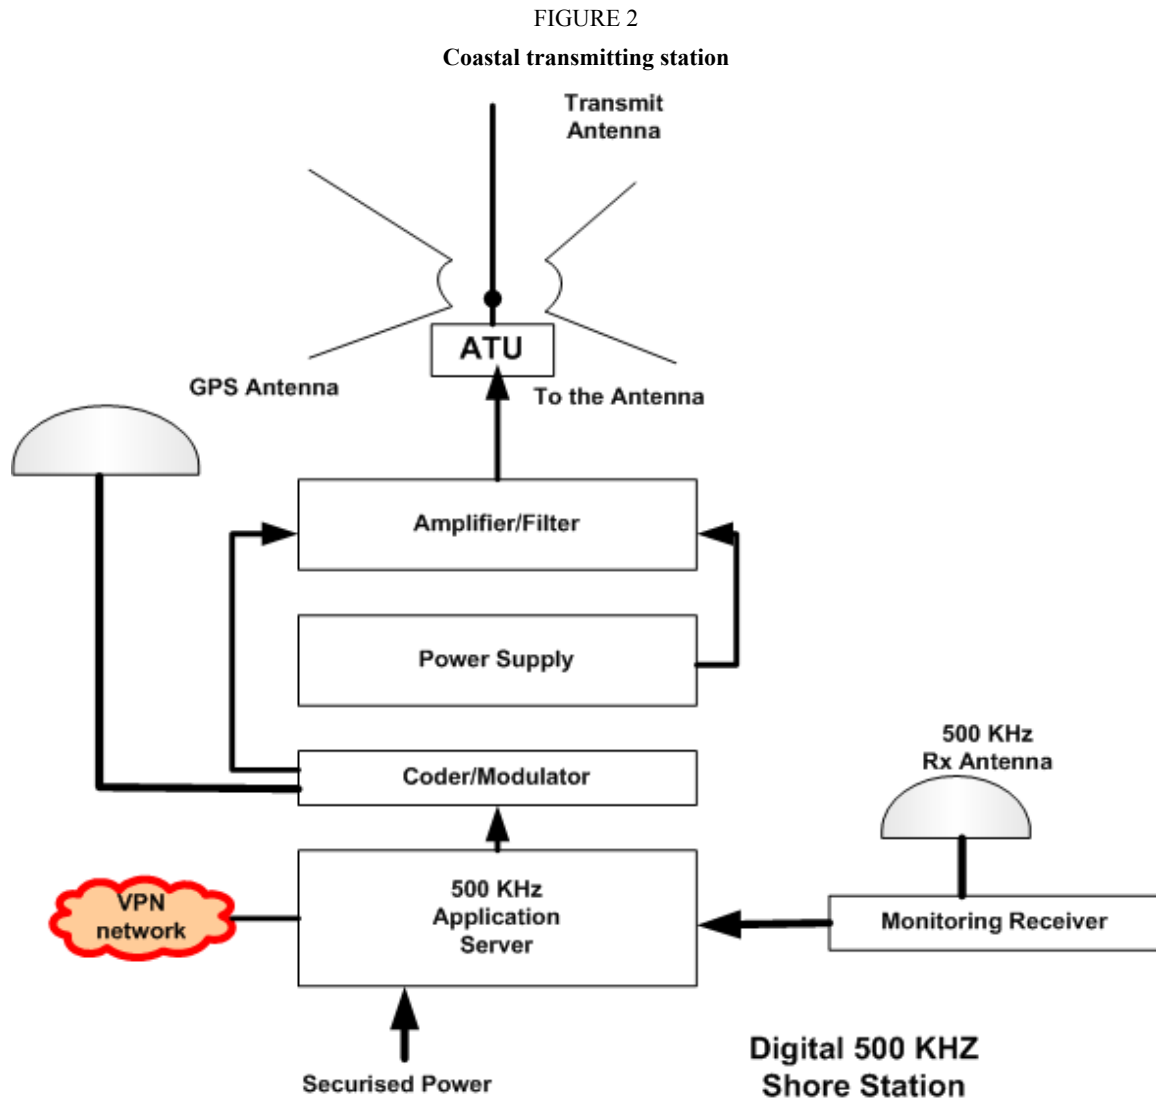 FIGURE 2
Coastal transmitting station
Transmit
Antenna
ATU
GPS Antenna
To the Antenna
Amplifier/Filter
Power Supply
500 KHz
Rx Antenna
Coder/Modulator
500 KHz
Application
Server
VPN
network
Monitoring Receiver
Securised Power
Digital 500 KHZ
Shore Station